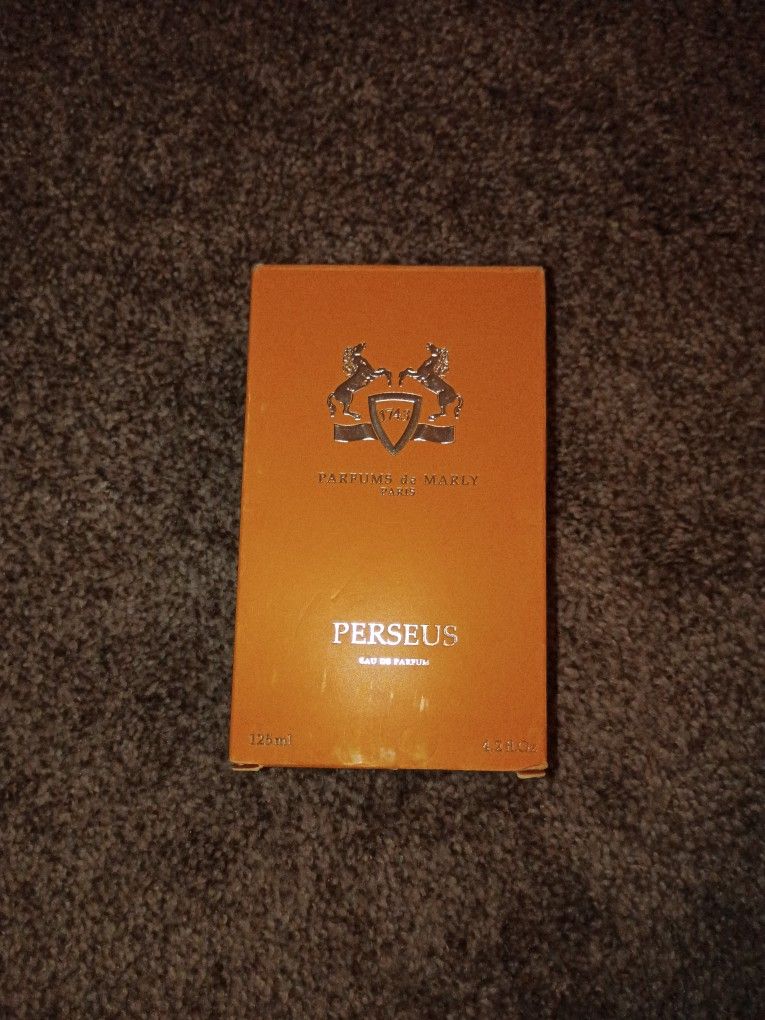 1743
PARFUMS de MARLY
PARIS
PERSEUS
EAU DE PARFUM
125ml 4.2 fl.Oz